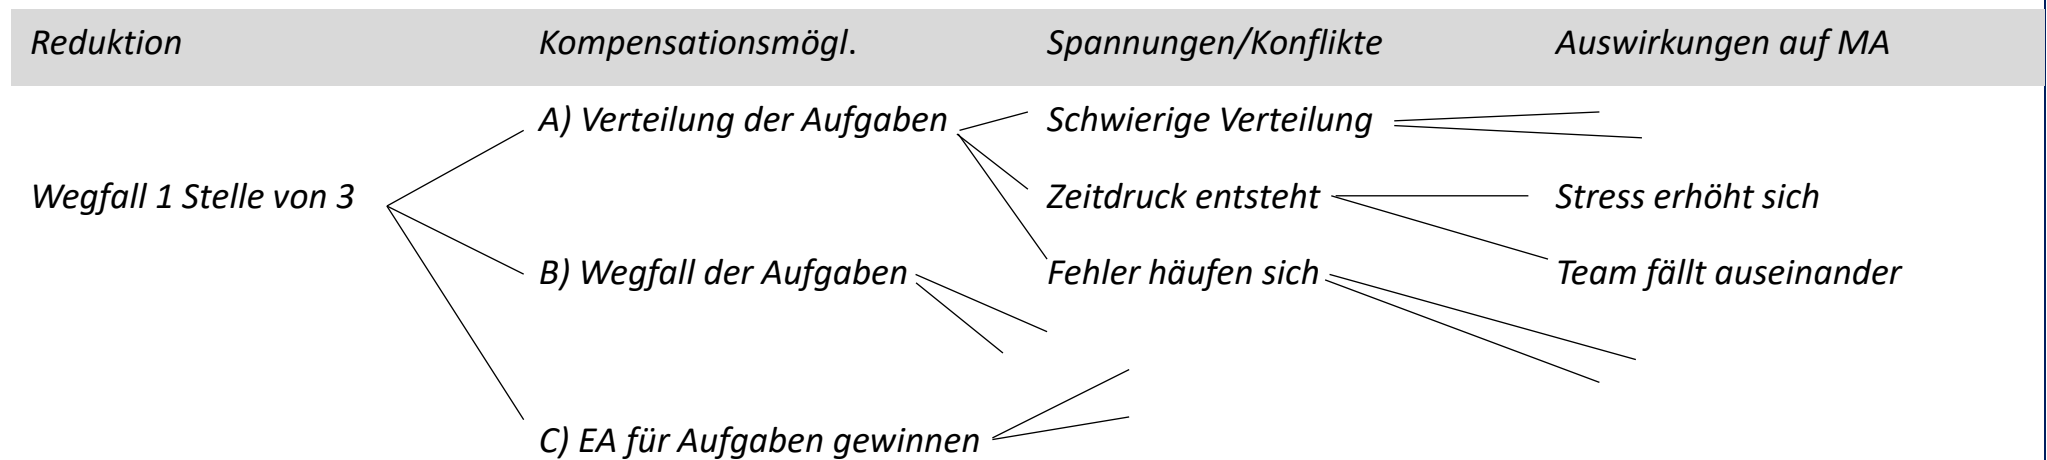 Reduktion Kompensationsmögl. Spannungen/Konflikte Auswirkungen auf MA
A) Verteilung der Aufgaben Schwierige Verteilung
Wegfall 1 Stelle von 3 Zeitdruck entsteht Stress erhöht sich
B) Wegfall der Aufgaben Fehler häufen sich Team fällt auseinander
C) EA für Aufgaben gewinnen